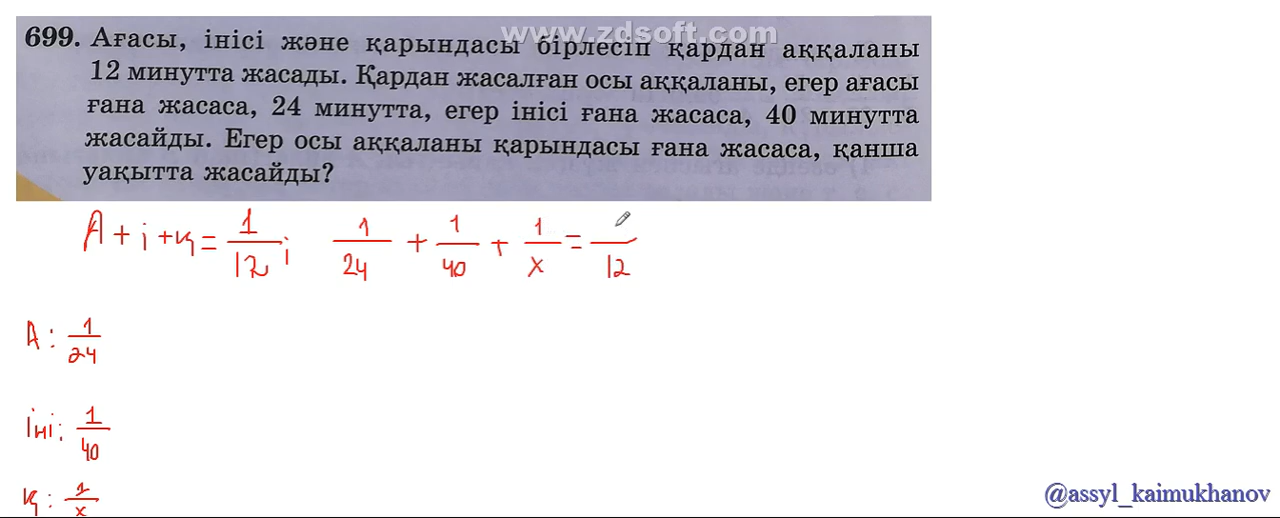 www.zdsoft.com
699. Ағасы, інісі және қарындасы бірлесіп қардан аққаланы
12 минутта жасады. Қардан жасалған осы аққаланы, егер ағасы
ғана жасаса, 24 минутта, егер інісі ғана жасаса, 40 минутта
жасайды. Егер осы аққаланы қарындасы ғана жасаса, қанша
уақытта жасайды?
А + і + қ = 1/12 ; 1/24 + 1/40 + 1/x = /12
А: 1/24
іні: 1/40
қ: 1/x
@assyl_kaimukhanov